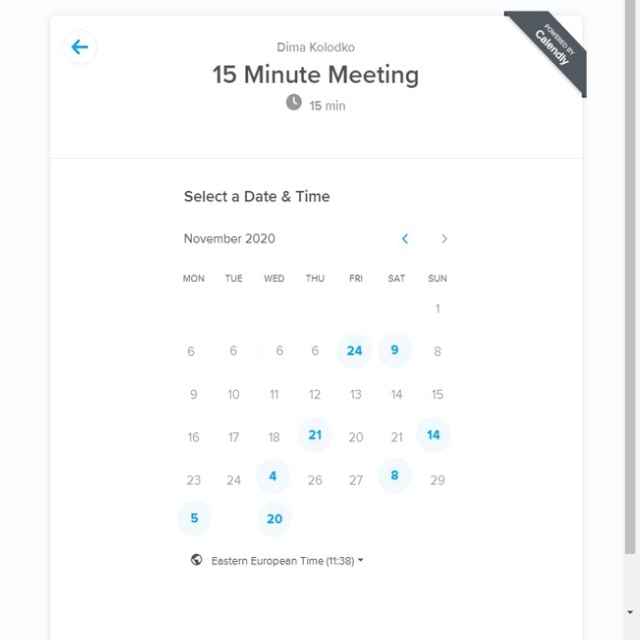 Dima Kolodko
POWERED BY
Calendly
15 Minute Meeting
15 min
Select a Date & Time
November 2020
MON TUE WED THU FRI SAT SUN
1
6 6 6 6 24 9 8
9 10 11 12 13 14 15
16 17 18 21 20 21 14
23 24 4 26 27 8 29
5 20
Eastern European Time (11:38)